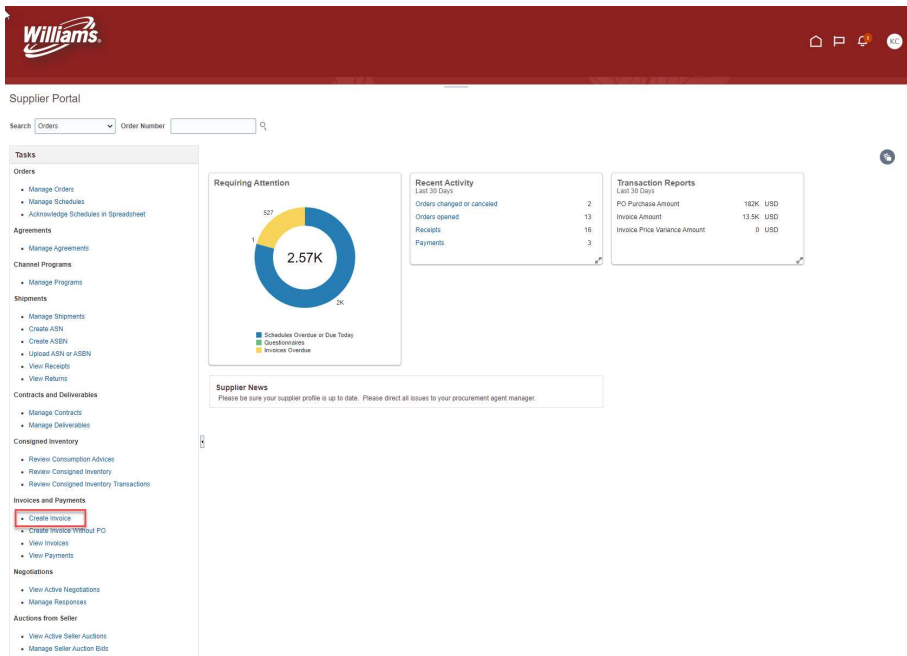 Williams.
KC
Supplier Portal
Search Orders Order Number
Tasks
Orders
Manage Orders
Manage Schedules
Acknowledge Schedules in Spreadsheet
Agreements
Manage Agreements
Channel Programs
Manage Programs
Shipments
Manage Shipments
Create ASN
Create ASBN
Upload ASN or ASBN
View Receipts
View Returns
Contracts and Deliverables
Manage Contracts
Manage Deliverables
Consigned Inventory
Review Consumption Advices
Review Consigned Inventory
Review Consigned Inventory Transactions
Invoices and Payments
Create Invoice
Create Invoice Without PO
View Invoices
View Payments
Negotiations
View Active Negotiations
Manage Responses
Auctions from Seller
View Active Seller Auctions
Manage Seller Auction Bids
Requiring Attention
527
1
2.57K
2K
Schedules Overdue or Due Today
Questionnaires
Invoices Overdue
Recent Activity
Last 30 Days
Orders changed or canceled 2
Orders opened 13
Receipts 16
Payments 3
Transaction Reports
Last 30 Days
PO Purchase Amount 182K USD
Invoice Amount 13.5K USD
Invoice Price Variance Amount 0 USD
Supplier News
Please be sure your supplier profile is up to date. Please direct all issues to your procurement agent manager.